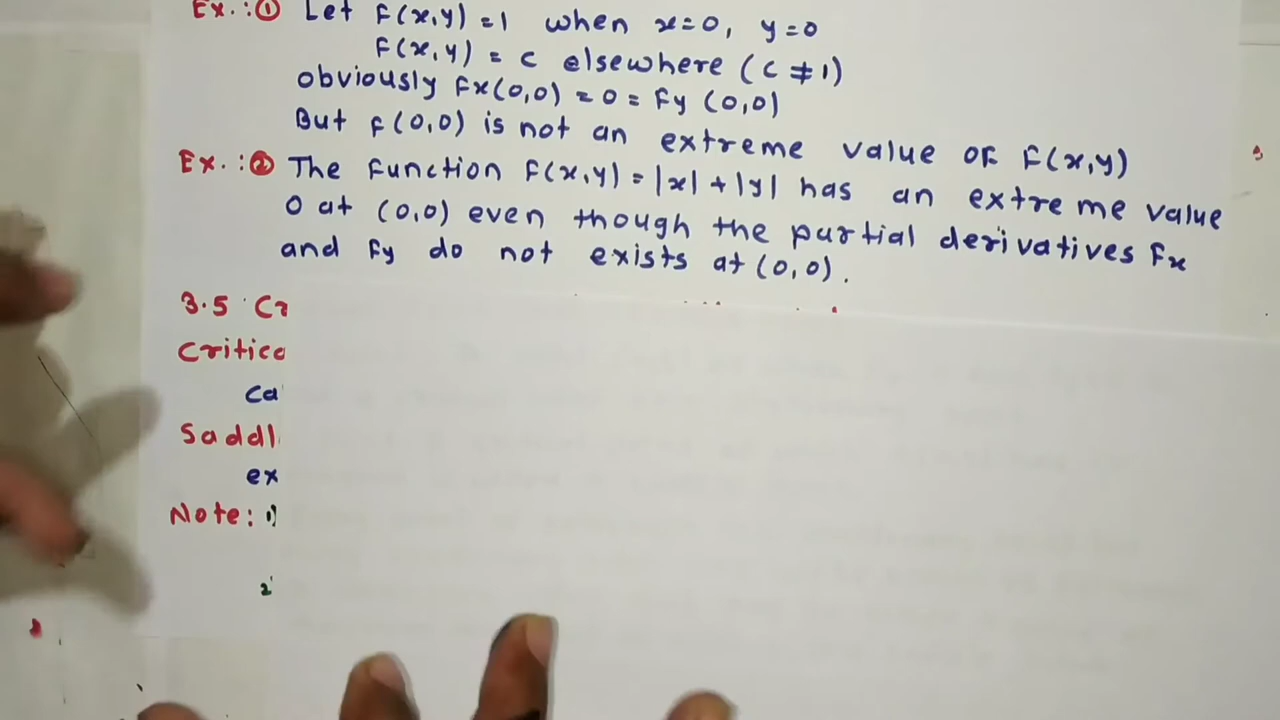 Ex.:① Let f(x,y)=1 when x=0, y=0
f(x,y) = c elsewhere (c ≠ 1)
obviously fx(0,0) = 0 = fy (0,0)
But f(0,0) is not an extreme value of f(x,y)
Ex.:② The function f(x,y) = |x|+|y| has an extreme value
0 at (0,0) even though the partial derivatives fx
and fy do not exists at (0,0).
3.5
Note: 1)
2)